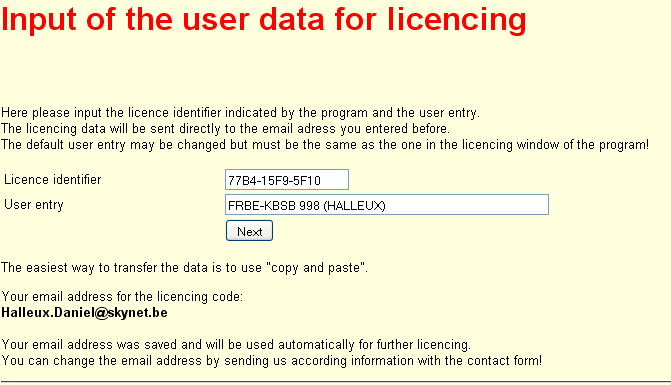 Input of the user data for licencing
Here please input the licence identifier indicated by the program and the user entry.
The licencing data will be sent directly to the email adress you entered before.
The default user entry may be changed but must be the same as the one in the licencing window of the program!
Licence identifier 77B4-15F9-5F10
User entry FRBE-KBSB 998 (HALLEUX)
Next
The easiest way to transfer the data is to use "copy and paste".
Your email address for the licencing code:
Halleux.Daniel@skynet.be
Your email address was saved and will be used automatically for further licencing.
You can change the email address by sending us according information with the contact form!